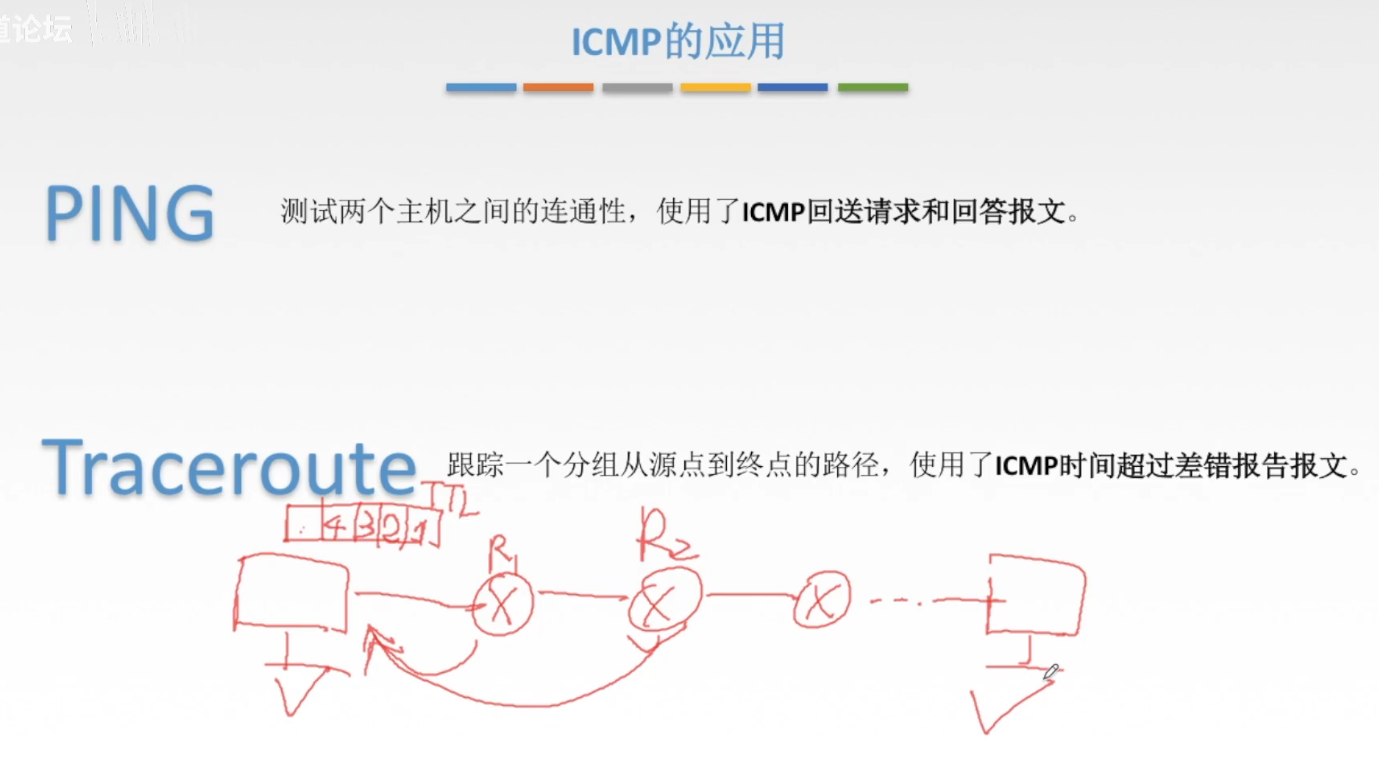 道论坛
ICMP的应用
PING 测试两个主机之间的连通性，使用了ICMP回送请求和回答报文。
Traceroute 跟踪一个分组从源点到终点的路径，使用了ICMP时间超过差错报告报文。
TTL
4 3 2 1
R1
R2